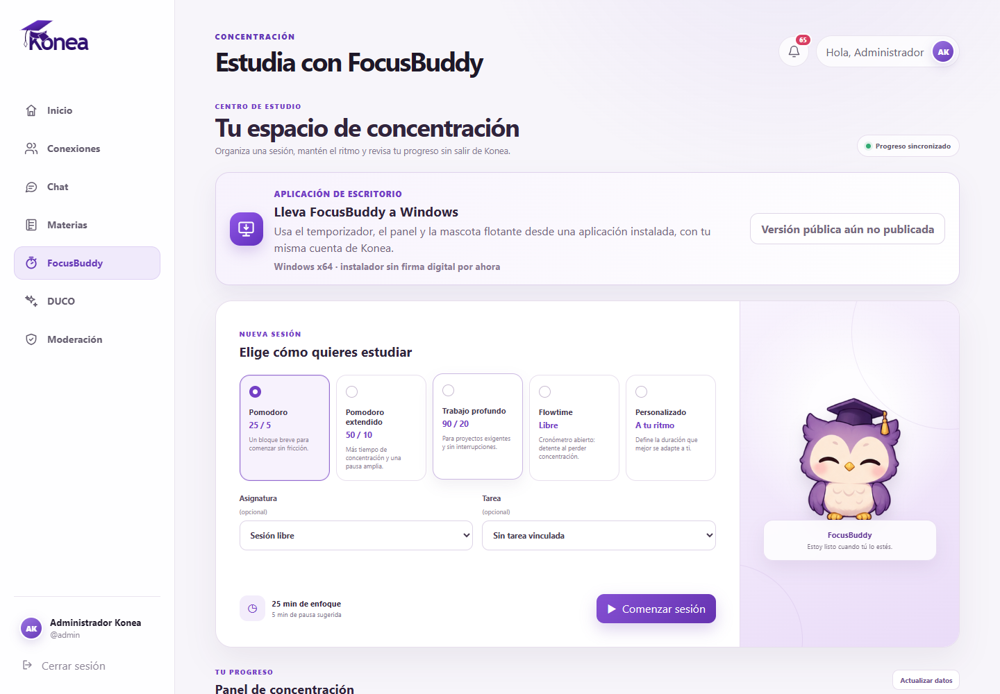 Konea
Inicio
Conexiones
Chat
Materias
FocusBuddy
DUCO
Moderación
AK
Administrador Konea
@admin
Cerrar sesión
CONCENTRACIÓN
Estudia con FocusBuddy
65
Hola, Administrador
AK
CENTRO DE ESTUDIO
Tu espacio de concentración
Organiza una sesión, mantén el ritmo y revisa tu progreso sin salir de Konea.
Progreso sincronizado
APLICACIÓN DE ESCRITORIO
Lleva FocusBuddy a Windows
Usa el temporizador, el panel y la mascota flotante desde una aplicación instalada, con tu
misma cuenta de Konea.
Windows x64 · instalador sin firma digital por ahora
Versión pública aún no publicada
NUEVA SESIÓN
Elige cómo quieres estudiar
Pomodoro
25 / 5
Un bloque breve para
comenzar sin fricción.
Pomodoro
extendido
50 / 10
Más tiempo de
concentración y una
pausa amplia.
Trabajo profundo
90 / 20
Para proyectos exigentes
y sin interrupciones.
Flowtime
Libre
Cronómetro abierto:
detente al perder
concentración.
Personalizado
A tu ritmo
Define la duración que
mejor se adapte a ti.
Asignatura
(opcional)
Sesión libre
Tarea
(opcional)
Sin tarea vinculada
25 min de enfoque
5 min de pausa sugerida
Comenzar sesión
FocusBuddy
Estoy listo cuando tú lo estés.
TU PROGRESO
Panel de concentración
Actualizar datos